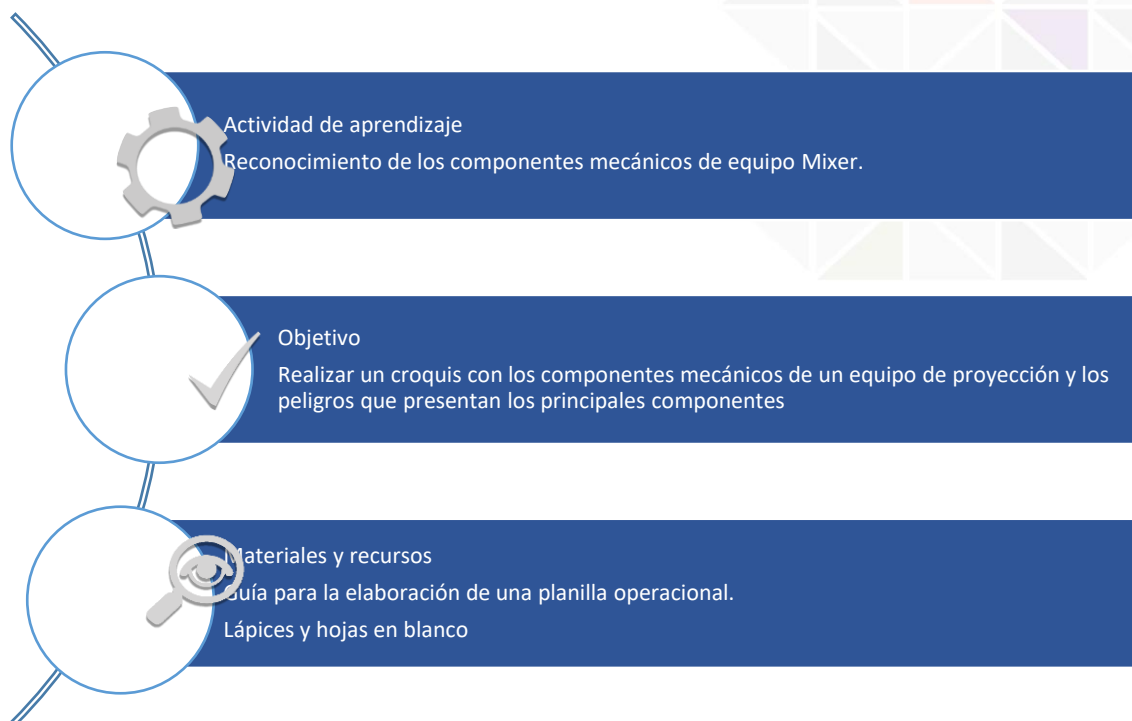 Actividad de aprendizaje
Reconocimiento de los componentes mecánicos de equipo Mixer.
Objetivo
Realizar un croquis con los componentes mecánicos de un equipo de proyección y los
peligros que presentan los principales componentes
Materiales y recursos
Guía para la elaboración de una planilla operacional.
Lápices y hojas en blanco